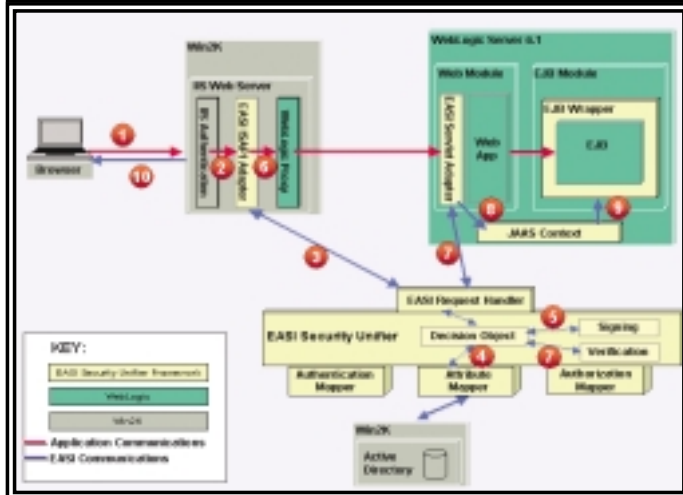 Win2K
IIS Web Server
IIS Authentication
EASI ISAPI Adapter
WebLogic Proxy
WebLogic Server 6.1
Web Module
EJB Module
EASI Servlet Adapter
Web App
EJB Wrapper
EJB
JAAS Context
Browser
1
2
6
10
3
7
8
9
EASI Request Handler
EASI Security Unifier
Decision Object
5
Signing
4
7
Verification
Authentication Mapper
Attribute Mapper
Authorization Mapper
Win2K
Active Directory
KEY:
EASI Security Unifier Framework
WebLogic
Win2K
Application Communications
EASI Communications